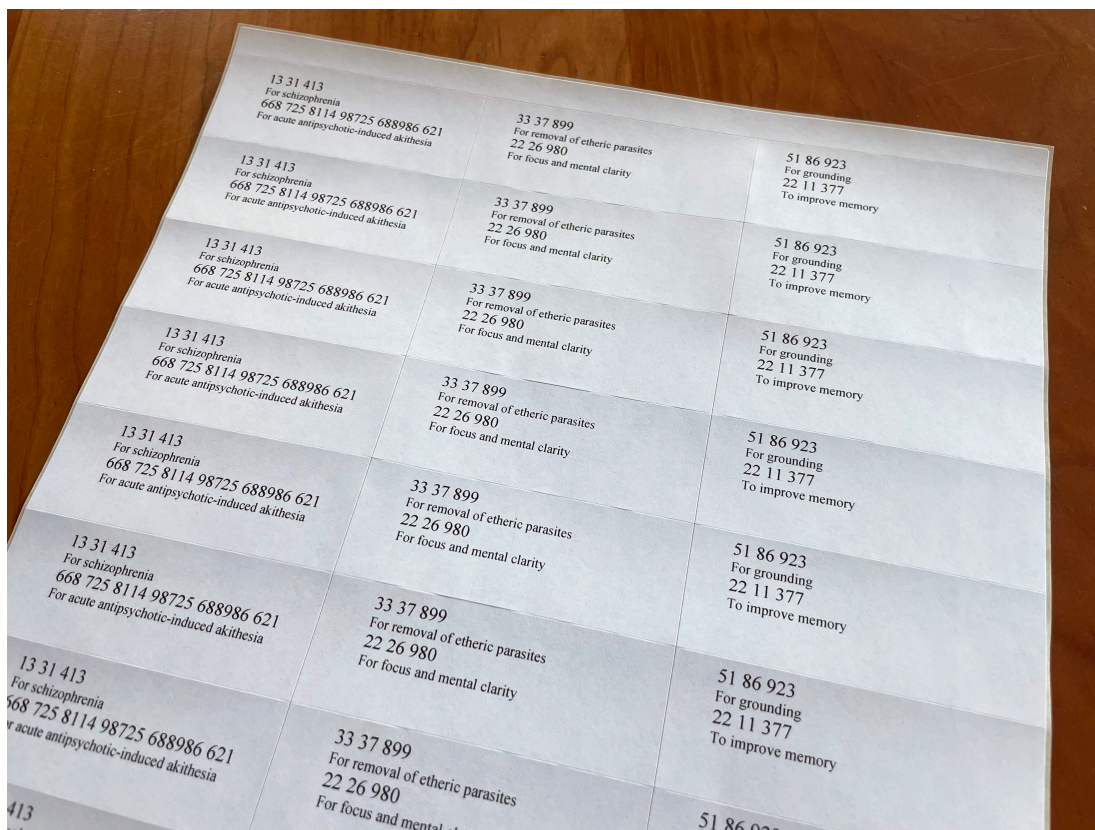 13 31 413
For schizophrenia
668 725 8114 98725 688986 621
For acute antipsychotic-induced akithesia
33 37 899
For removal of etheric parasites
22 26 980
For focus and mental clarity
51 86 923
For grounding
22 11 377
To improve memory
13 31 413
For schizophrenia
668 725 8114 98725 688986 621
For acute antipsychotic-induced akithesia
33 37 899
For removal of etheric parasites
22 26 980
For focus and mental clarity
51 86 923
For grounding
22 11 377
To improve memory
13 31 413
For schizophrenia
668 725 8114 98725 688986 621
For acute antipsychotic-induced akithesia
33 37 899
For removal of etheric parasites
22 26 980
For focus and mental clarity
51 86 923
For grounding
22 11 377
To improve memory
13 31 413
For schizophrenia
668 725 8114 98725 688986 621
For acute antipsychotic-induced akithesia
33 37 899
For removal of etheric parasites
22 26 980
For focus and mental clarity
51 86 923
For grounding
22 11 377
To improve memory
13 31 413
For schizophrenia
668 725 8114 98725 688986 621
For acute antipsychotic-induced akithesia
33 37 899
For removal of etheric parasites
22 26 980
For focus and mental clarity
51 86 923
For grounding
22 11 377
To improve memory
13 31 413
For schizophrenia
668 725 8114 98725 688986 621
For acute antipsychotic-induced akithesia
33 37 899
For removal of etheric parasites
22 26 980
For focus and mental clarity
51 86 923
For grounding
22 11 377
To improve memory
13 31 413
For schizophrenia
668 725 8114 98725 688986 621
acute antipsychotic-induced akithesia
33 37 899
For removal of etheric parasites
22 26 980
For focus and mental
51 86
413